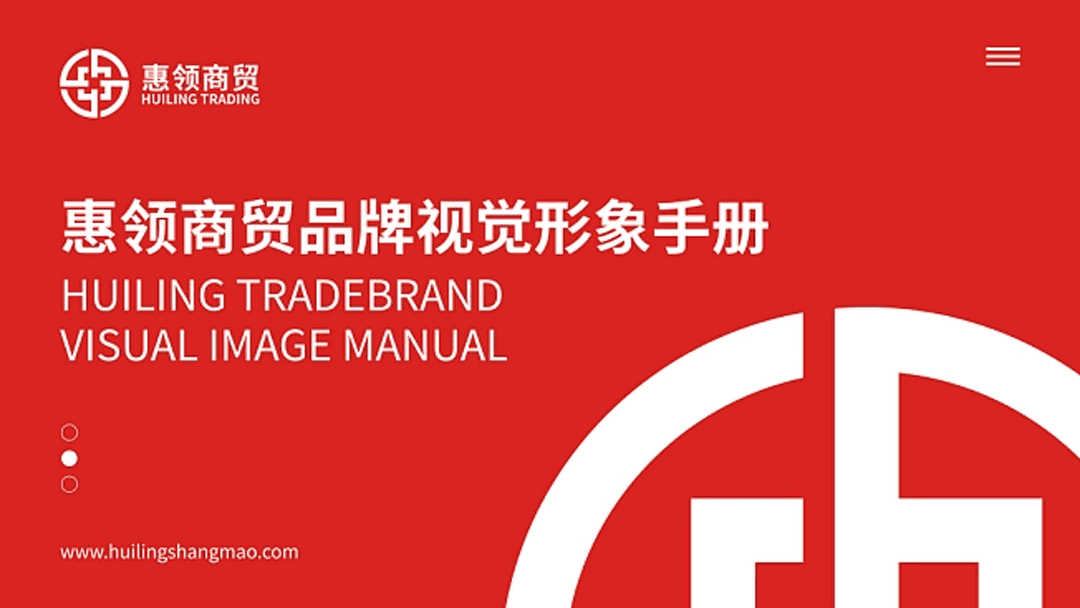 惠领商贸
HUILING TRADING
惠领商贸品牌视觉形象手册
HUILING TRADEBRAND
VISUAL IMAGE MANUAL
www.huilingshangmao.com